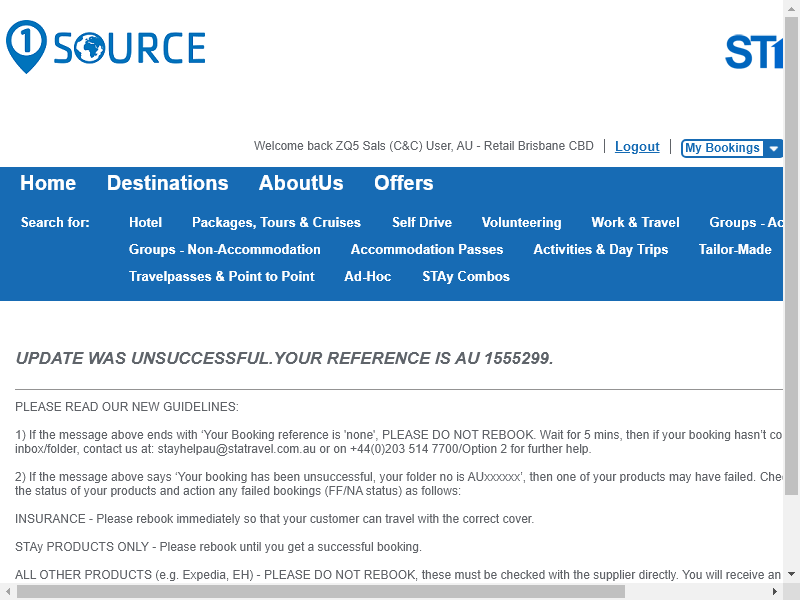 1 SOURCE
Welcome back ZQ5 Sals (C&C) User, AU - Retail Brisbane CBD
Logout
My Bookings
Home Destinations AboutUs Offers
Search for: Hotel Packages, Tours & Cruises Self Drive Volunteering Work & Travel Groups - Ac
Groups - Non-Accommodation Accommodation Passes Activities & Day Trips Tailor-Made
Travelpasses & Point to Point Ad-Hoc STAy Combos
UPDATE WAS UNSUCCESSFUL.YOUR REFERENCE IS AU 1555299.
PLEASE READ OUR NEW GUIDELINES:
1) If the message above ends with ‘Your Booking reference is 'none', PLEASE DO NOT REBOOK. Wait for 5 mins, then if your booking hasn’t co
inbox/folder, contact us at: stayhelpau@statravel.com.au or on +44(0)203 514 7700/Option 2 for further help.
2) If the message above says ‘Your booking has been unsuccessful, your folder no is AUxxxxxx’, then one of your products may have failed. Che
the status of your products and action any failed bookings (FF/NA status) as follows:
INSURANCE - Please rebook immediately so that your customer can travel with the correct cover.
STAy PRODUCTS ONLY - Please rebook until you get a successful booking.
ALL OTHER PRODUCTS (e.g. Expedia, EH) - PLEASE DO NOT REBOOK, these must be checked with the supplier directly. You will receive an